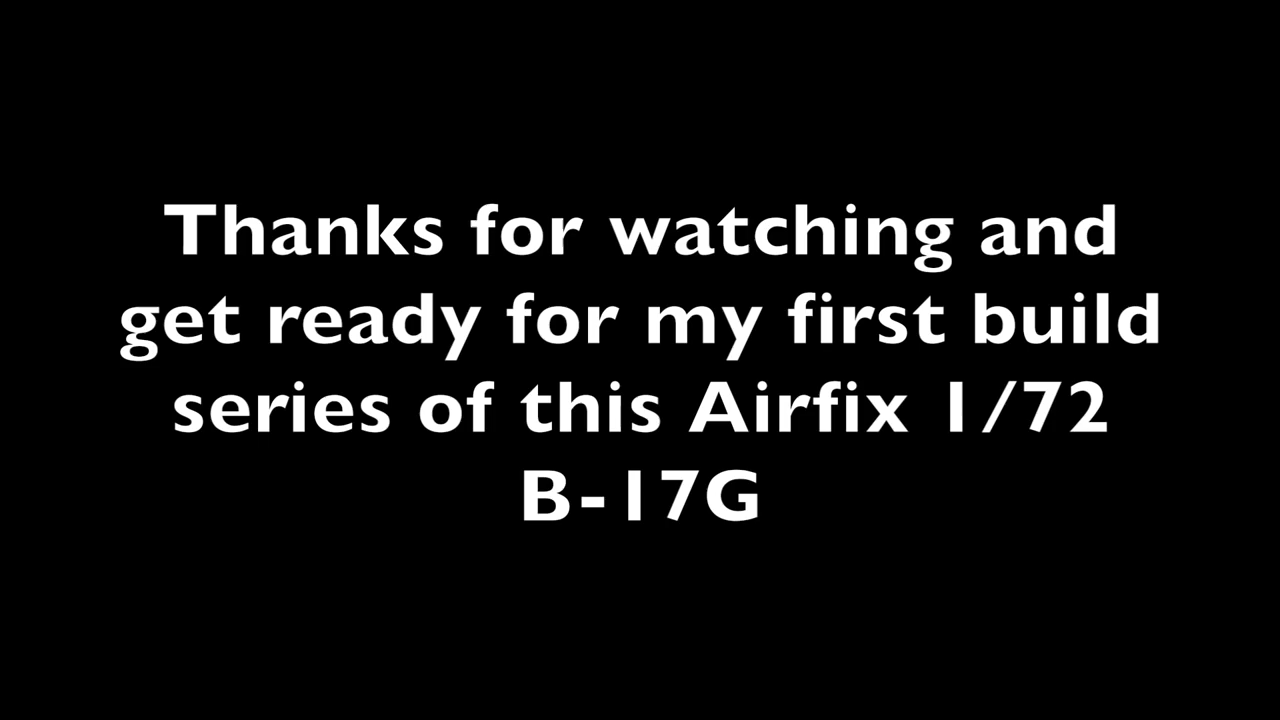 Thanks for watching and
get ready for my first build
series of this Airfix 1/72
B-17G